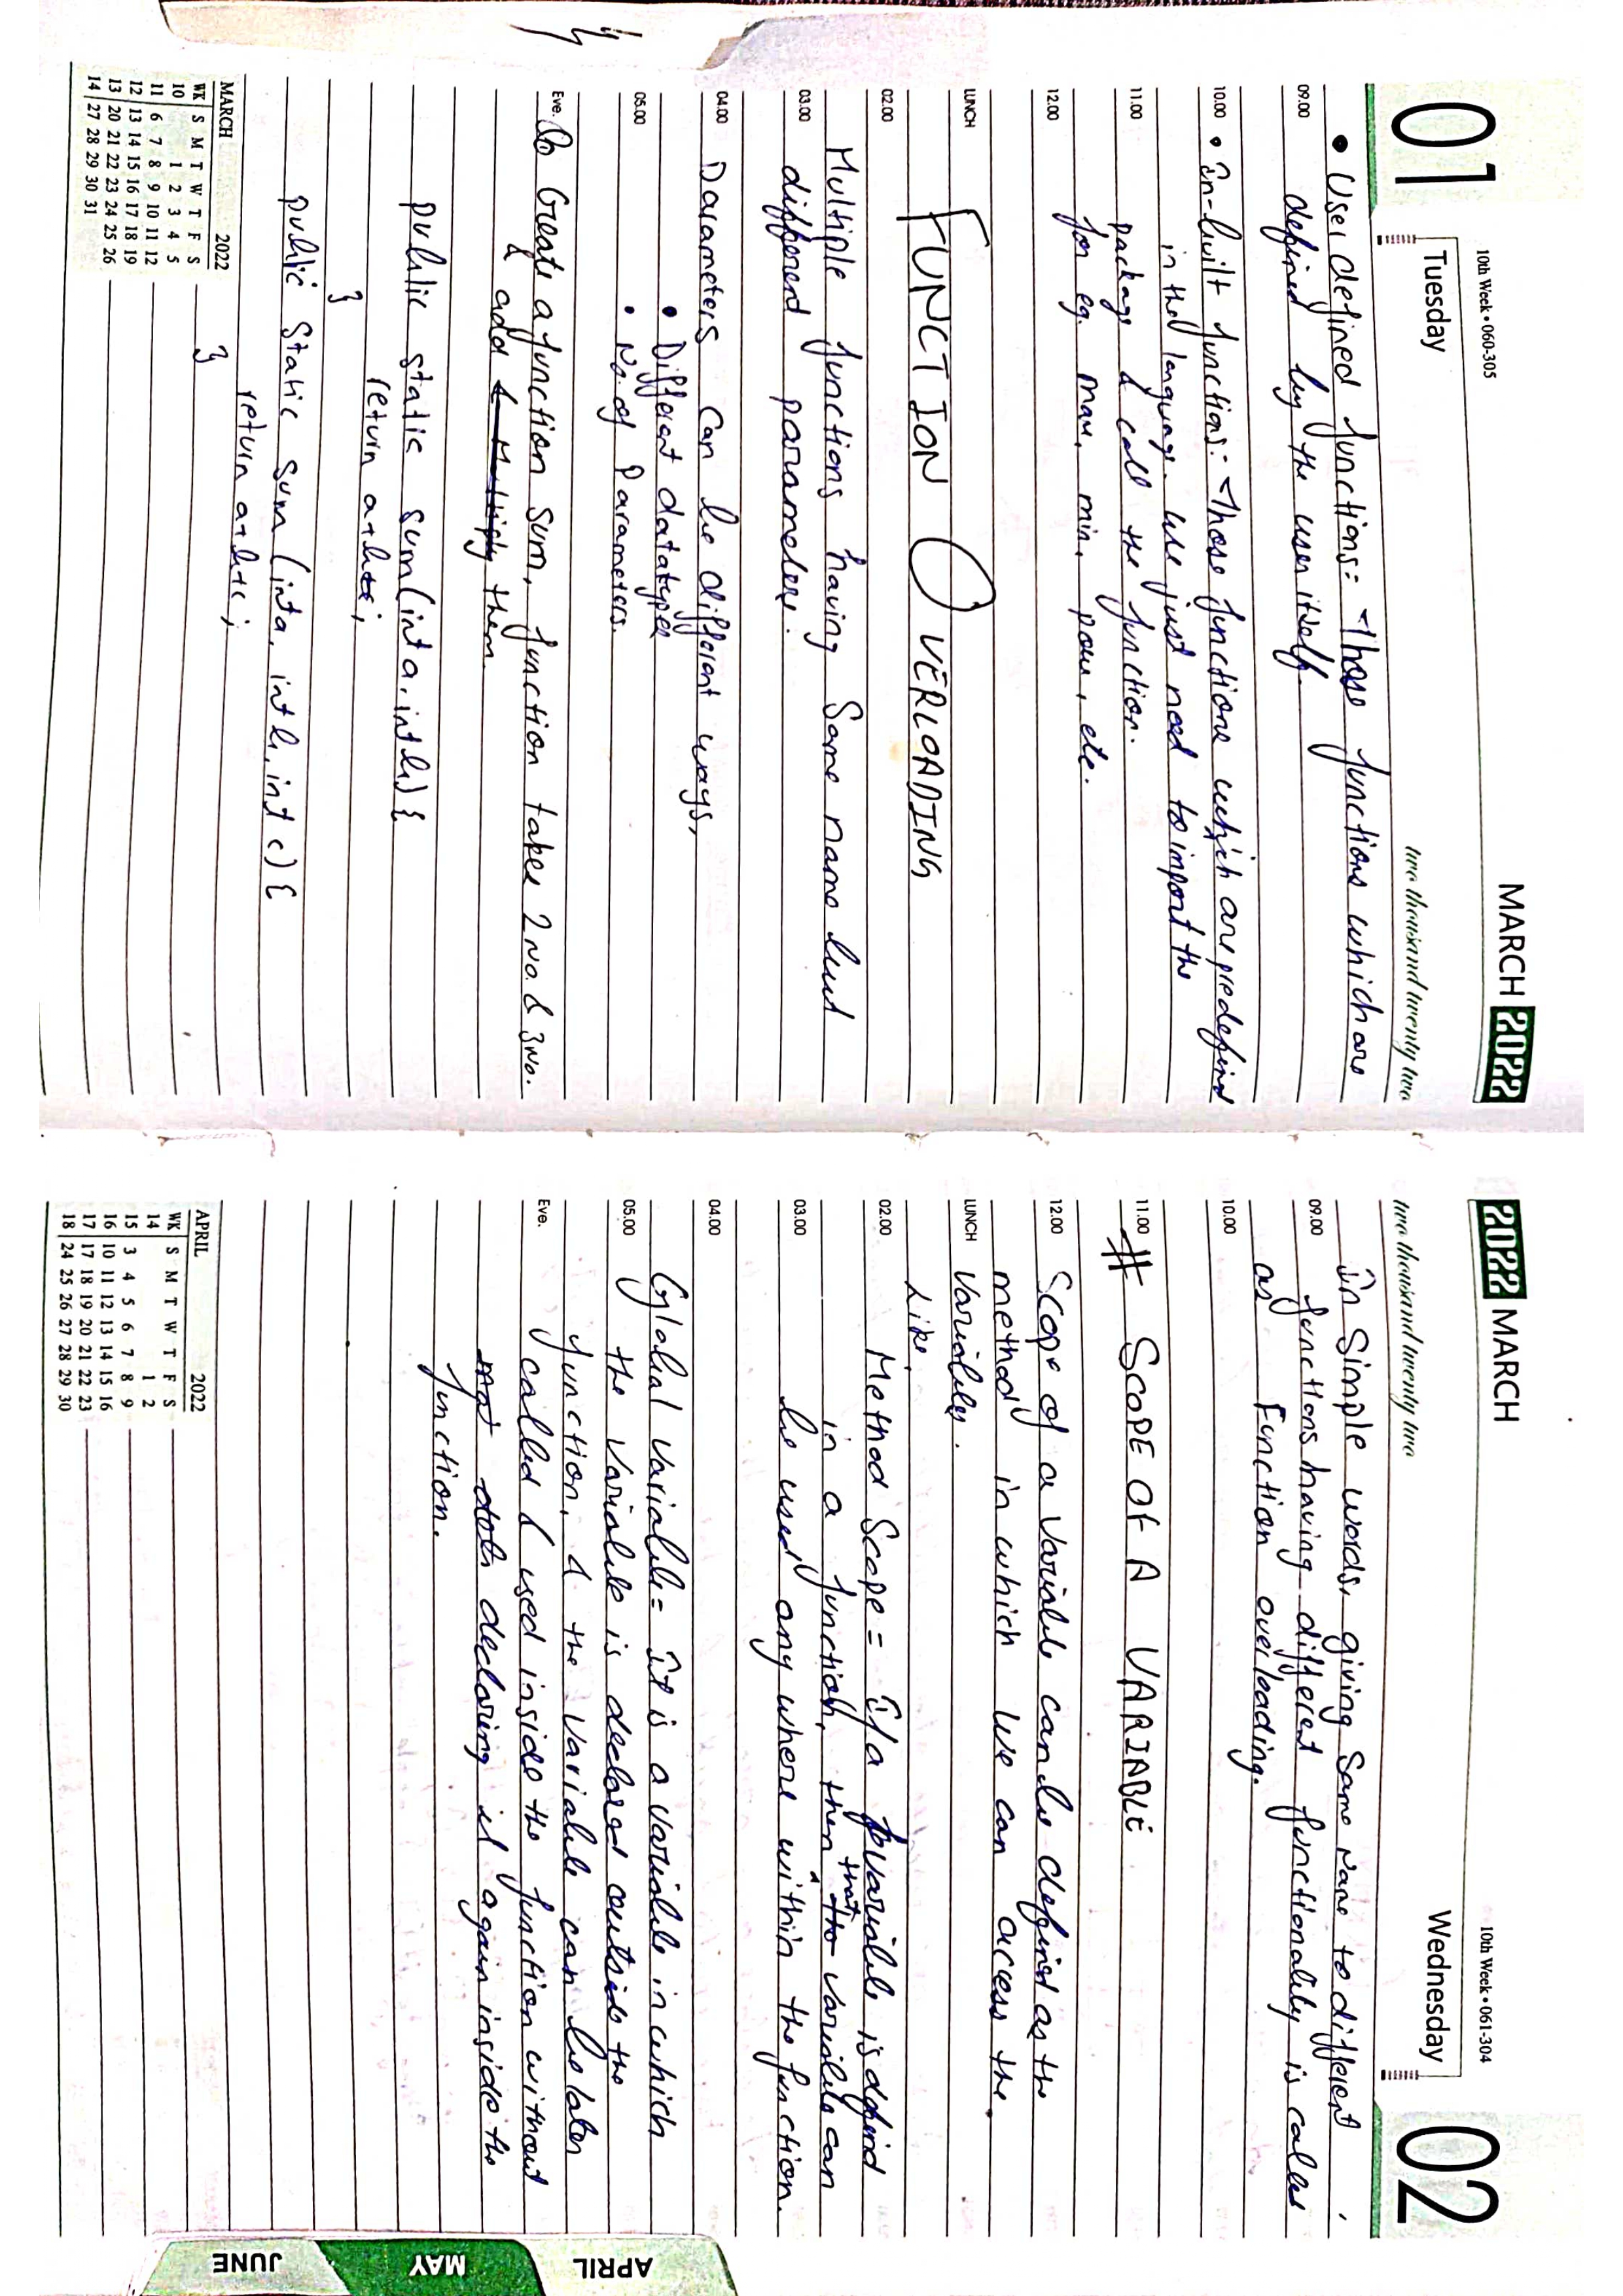 01
10th Week • 060-305
MARCH 2022
Tuesday
two thousand twenty two
• User defined functions:- Those functions which are
09.00
defined by the user itself.
10.00
• In-built functions:- Those functions which are predefined
in the language. We just need to import the
11.00
package & call the function.
for eg. max, min, pow, etc.
12.00
LUNCH
FUNCTION OVERLOADING
02.00
Multiple functions having Same name but
03.00
different parameters.
04.00
Parameters can be different ways,
• Different datatypes
05.00
• No. of Parameters.
Eve.
Q Create a function sum, function takes 2 No. & 3 No.
& add & Multiply them
public static sum(int a, int b) {
return a+b+c;
}
public static sum (int a, int b, int c) {
return a+b+c;
}
MARCH 2022
WK S M T W T F S
10 1 2 3 4 5
11 6 7 8 9 10 11 12
12 13 14 15 16 17 18 19
13 20 21 22 23 24 25 26
14 27 28 29 30 31
2022 MARCH
10th Week • 061-304
02
Wednesday
two thousand twenty two
In Simple words, giving Same Name to different
09.00
functions having different functionality is called
as Function overloading.
10.00
11.00
# SCOPE OF A VARIABLE
12.00
Scope of a Variable can be defined as the
method in which we can access the
LUNCH
Variables.
Like,
02.00
Method Scope = If a variable is defind
in a function, then that the variable can
03.00
be used any where within the function.
04.00
Global Variable = It is a variable in which
05.00
the Variable is declared outside the
function, & the Variable can be later
Eve.
called & used inside the function without
declaring it again inside the
function.
APRIL 2022
WK S M T W T F S
14 1 2
15 3 4 5 6 7 8 9
16 10 11 12 13 14 15 16
17 17 18 19 20 21 22 23
18 24 25 26 27 28 29 30
APRIL
MAY
JUNE